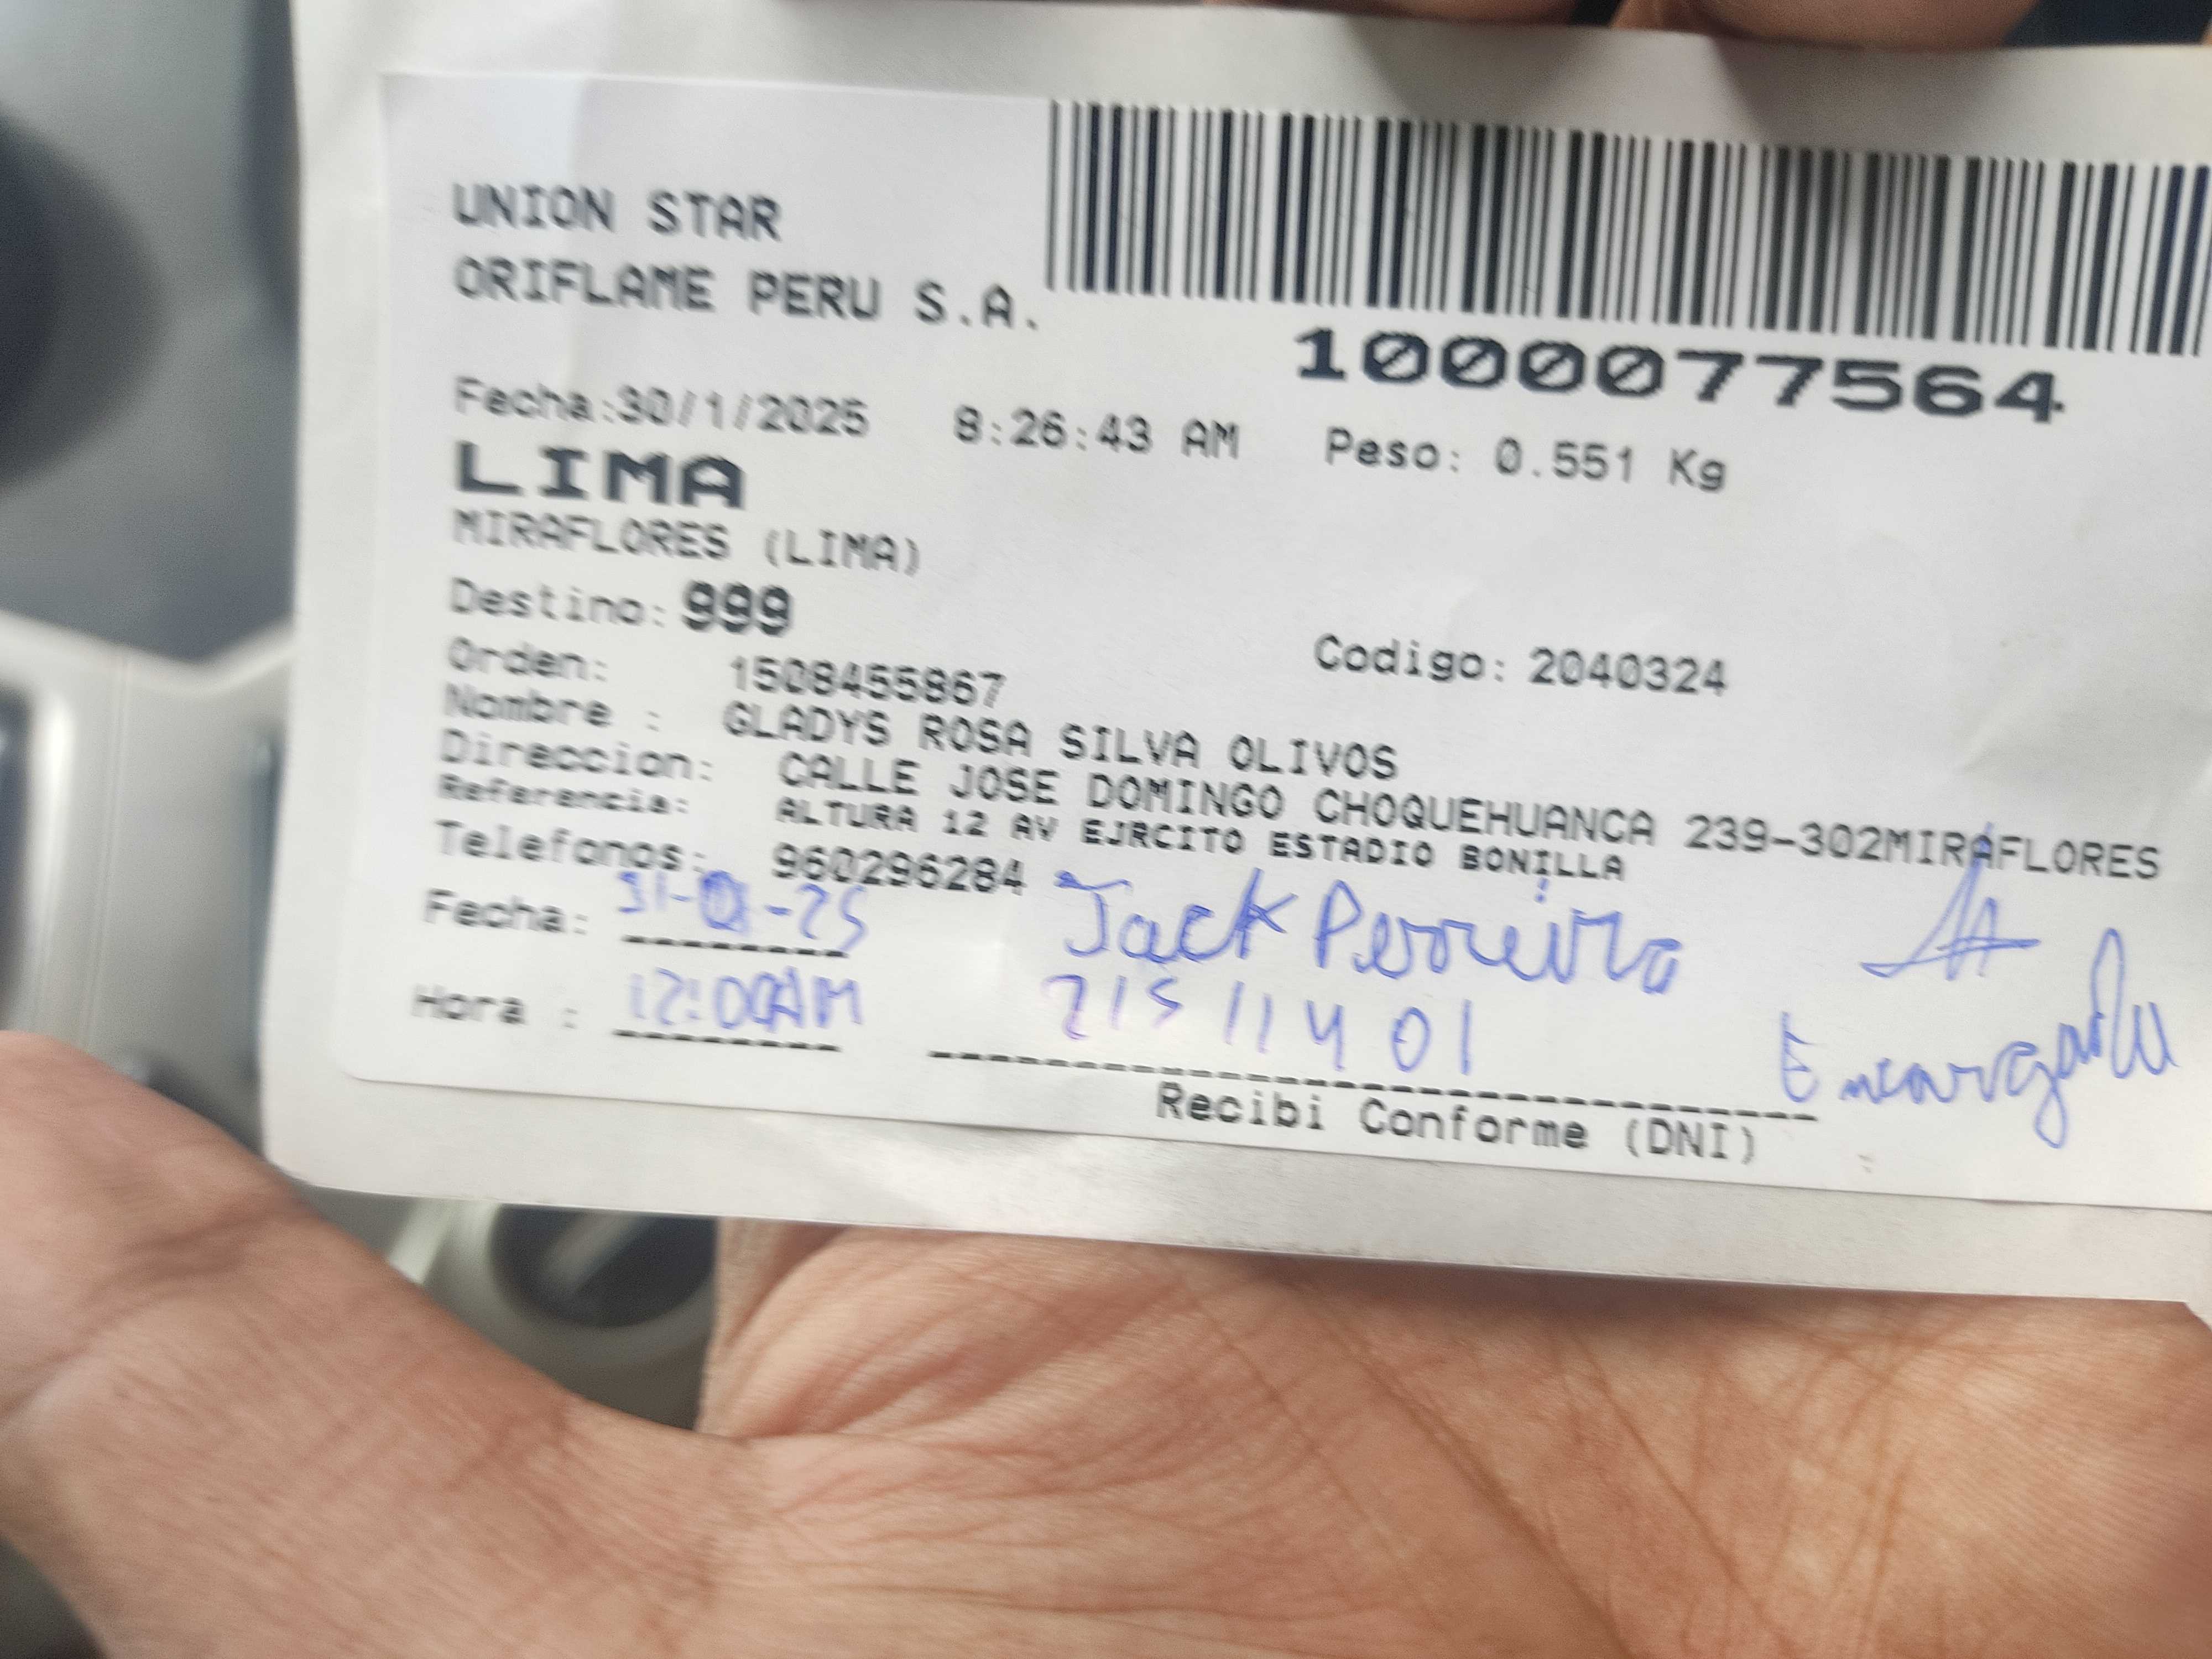 UNION STAR
ORIFLAME PERU S.A.
1000077564
Fecha:30/1/2025 8:26:43 AM Peso: 0.551 Kg
LIMA
MIRAFLORES (LIMA)
Destino: 999
Orden: 1508455867 Codigo: 2040324
Nombre : GLADYS ROSA SILVA OLIVOS
Direccion: CALLE JOSE DOMINGO CHOQUEHUANCA 239-302MIRAFLORES
Referencia: ALTURA 12 AV EJRCITO ESTADIO BONILLA
Telefonos: 960296284
Fecha: 31-01-25 Jack Perreira
Hora : 12:00AM 21511401
Recibi Conforme (DNI)